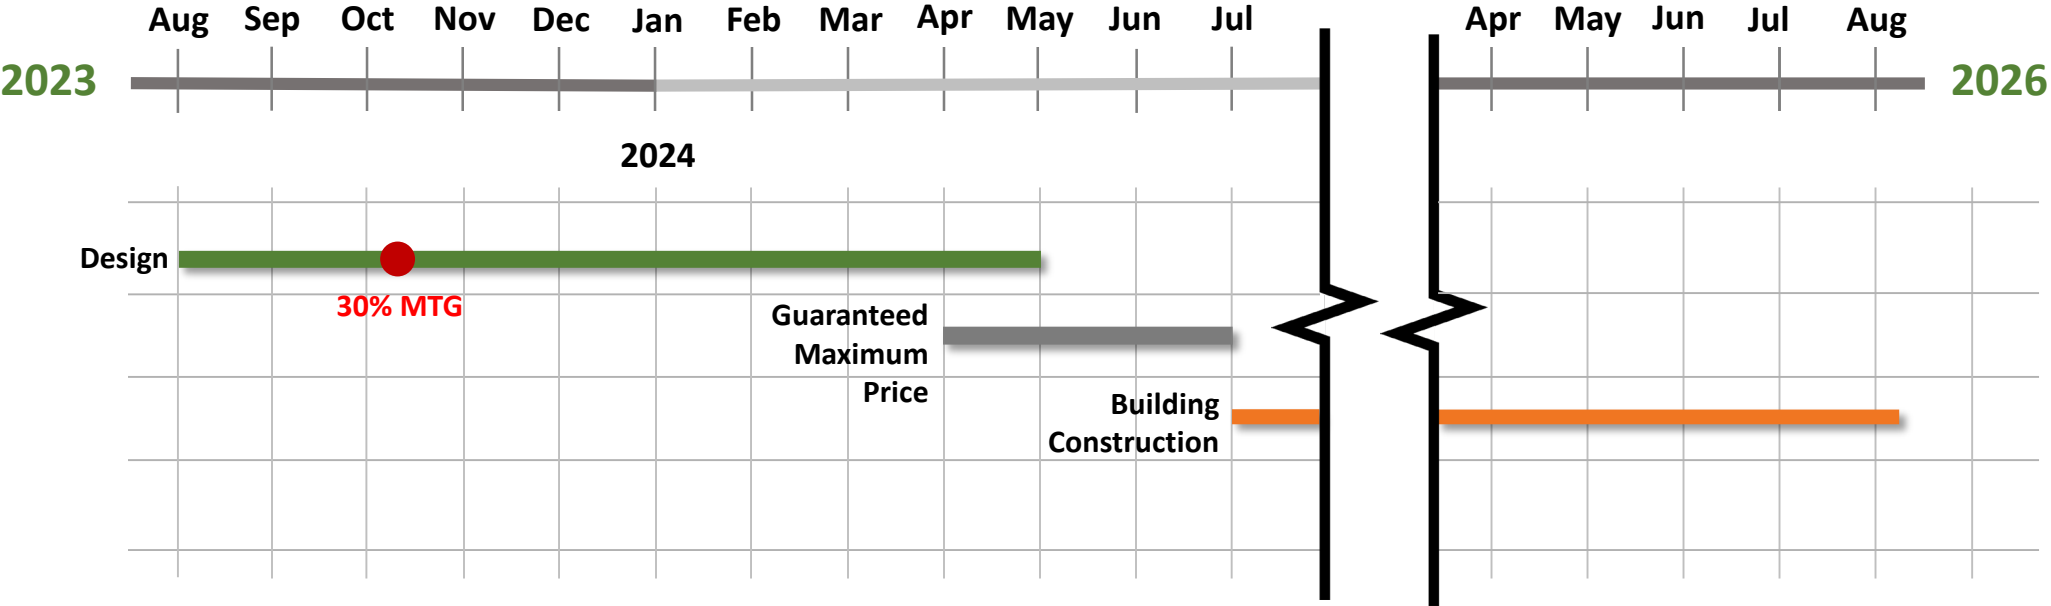 Aug Sep Oct Nov Dec Jan Feb Mar Apr May Jun Jul Apr May Jun Jul Aug
2023 2026
2024
Design
30% MTG
Guaranteed
Maximum
Price
Building
Construction